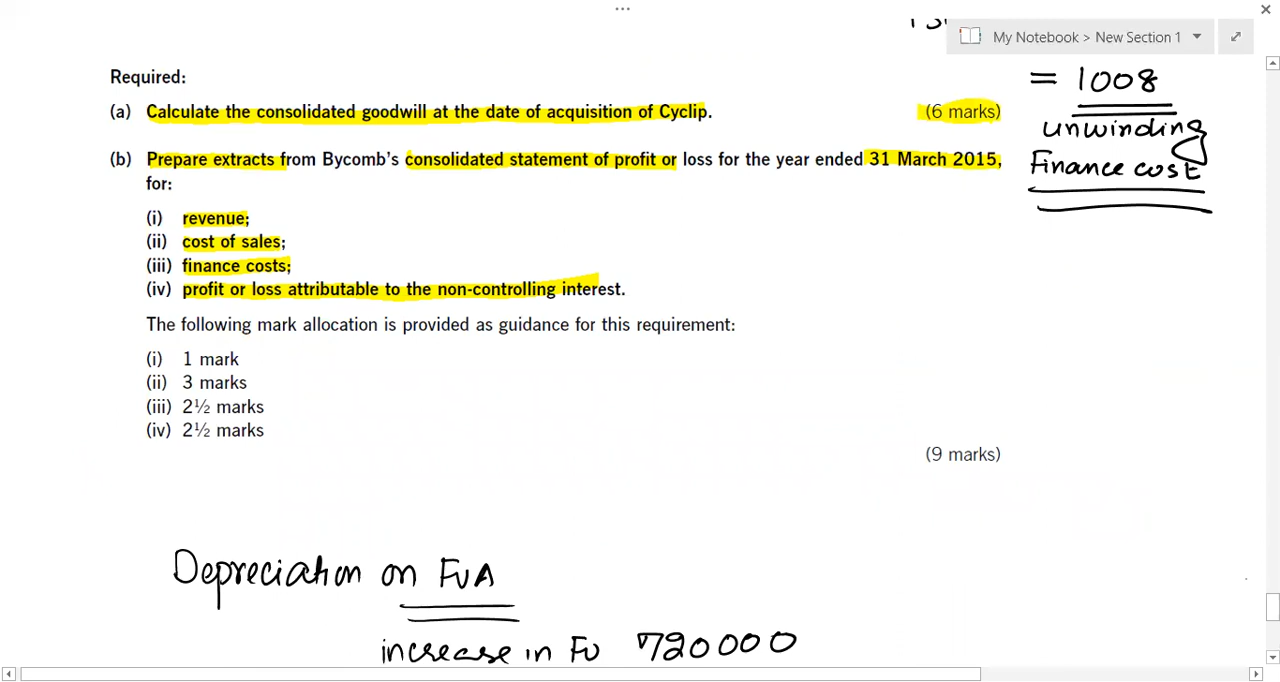 My Notebook > New Section 1
Required:
= 1008
(a) Calculate the consolidated goodwill at the date of acquisition of Cyclip. (6 marks)
unwinding
(b) Prepare extracts from Bycomb's consolidated statement of profit or loss for the year ended 31 March 2015,
Finance cost
for:
(i) revenue;
(ii) cost of sales;
(iii) finance costs;
(iv) profit or loss attributable to the non-controlling interest.
The following mark allocation is provided as guidance for this requirement:
(i) 1 mark
(ii) 3 marks
(iii) 2½ marks
(iv) 2½ marks
(9 marks)
Depreciation on FVA
increase in FV 720000